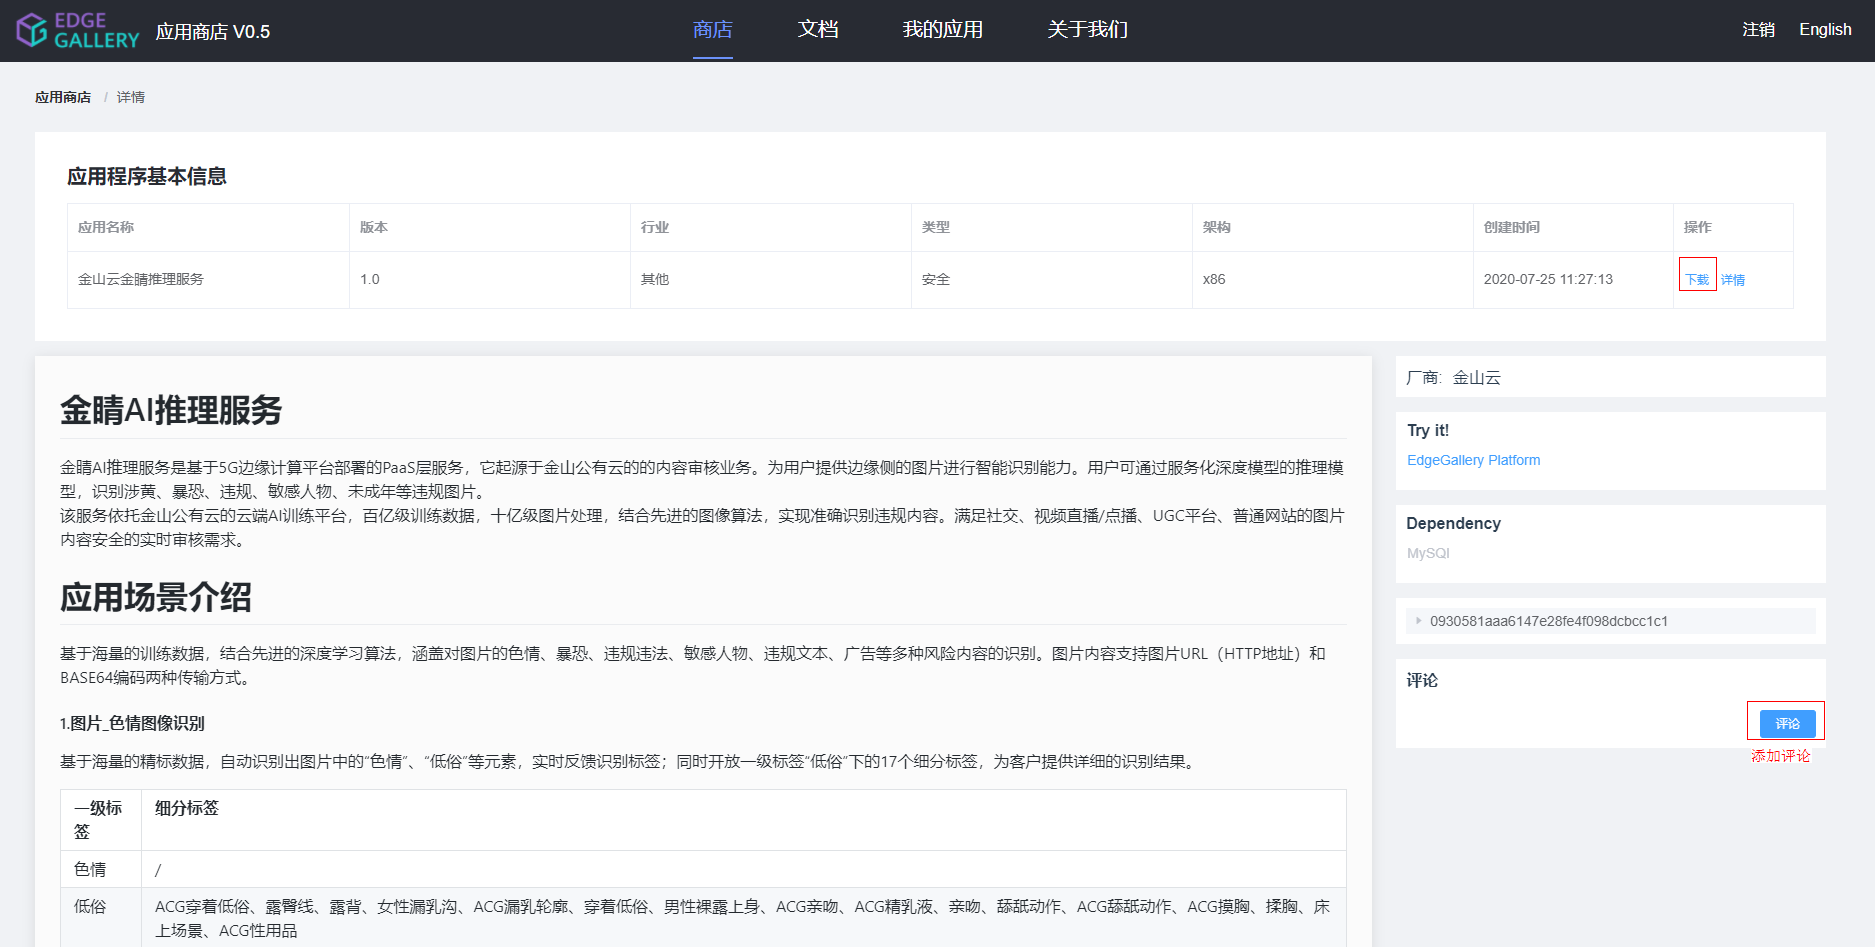 EDGE
GALLERY
应用商店 V0.5
商店
文档
我的应用
关于我们
注销
English
应用商店 / 详情
应用程序基本信息
应用名称 版本 行业 类型 架构 创建时间 操作
金山云金睛推理服务 1.0 其他 安全 x86 2020-07-25 11:27:13 下载 详情
金睛AI推理服务
金睛AI推理服务是基于5G边缘计算平台部署的PaaS层服务，它起源于金山公有云的的内容审核业务。为用户提供边缘侧的图片进行智能识别能力。用户可通过服务化深度模型的推理模
型，识别涉黄、暴恐、违规、敏感人物、未成年等违规图片。
该服务依托金山公有云的云端AI训练平台，百亿级训练数据，十亿级图片处理，结合先进的图像算法，实现准确识别违规内容。满足社交、视频直播/点播、UGC平台、普通网站的图片
内容安全的实时审核需求。
应用场景介绍
基于海量的训练数据，结合先进的深度学习算法，涵盖对图片的色情、暴恐、违规违法、敏感人物、违规文本、广告等多种风险内容的识别。图片内容支持图片URL（HTTP地址）和
BASE64编码两种传输方式。
1.图片_色情图像识别
基于海量的精标数据，自动识别出图片中的“色情”、“低俗”等元素，实时反馈识别标签；同时开放一级标签“低俗”下的17个细分标签，为客户提供详细的识别结果。
一级标
签
细分标签
色情 /
低俗
ACG穿着低俗、露臀线、露背、女性漏乳沟、ACG漏乳轮廓、穿着低俗、男性裸露上身、ACG亲吻、ACG精乳液、亲吻、舔舐动作、ACG舔舐动作、ACG摸胸、揉胸、床
上场景、ACG性用品
厂商: 金山云
Try it!
EdgeGallery Platform
Dependency
MySQl
0930581aaa6147e28fe4f098dcbcc1c1
评论
评论
添加评论